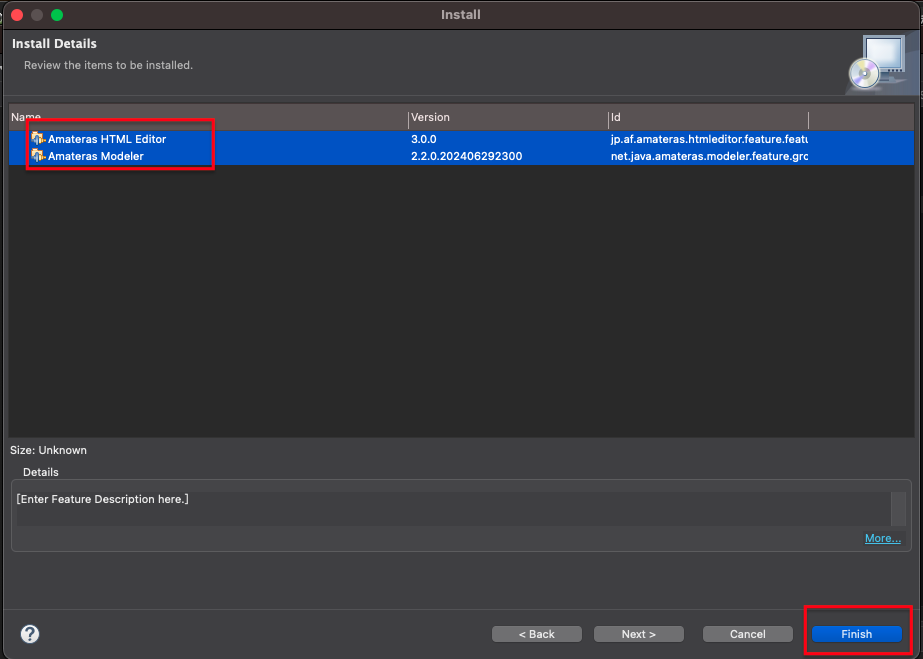 Install
Install Details
Review the items to be installed.
Name Version Id
Amateras HTML Editor 3.0.0 jp.af.amateras.htmleditor.feature.featu
Amateras Modeler 2.2.0.202406292300 net.java.amateras.modeler.feature.grc
Size: Unknown
Details
[Enter Feature Description here.]
More...
? < Back Next > Cancel Finish